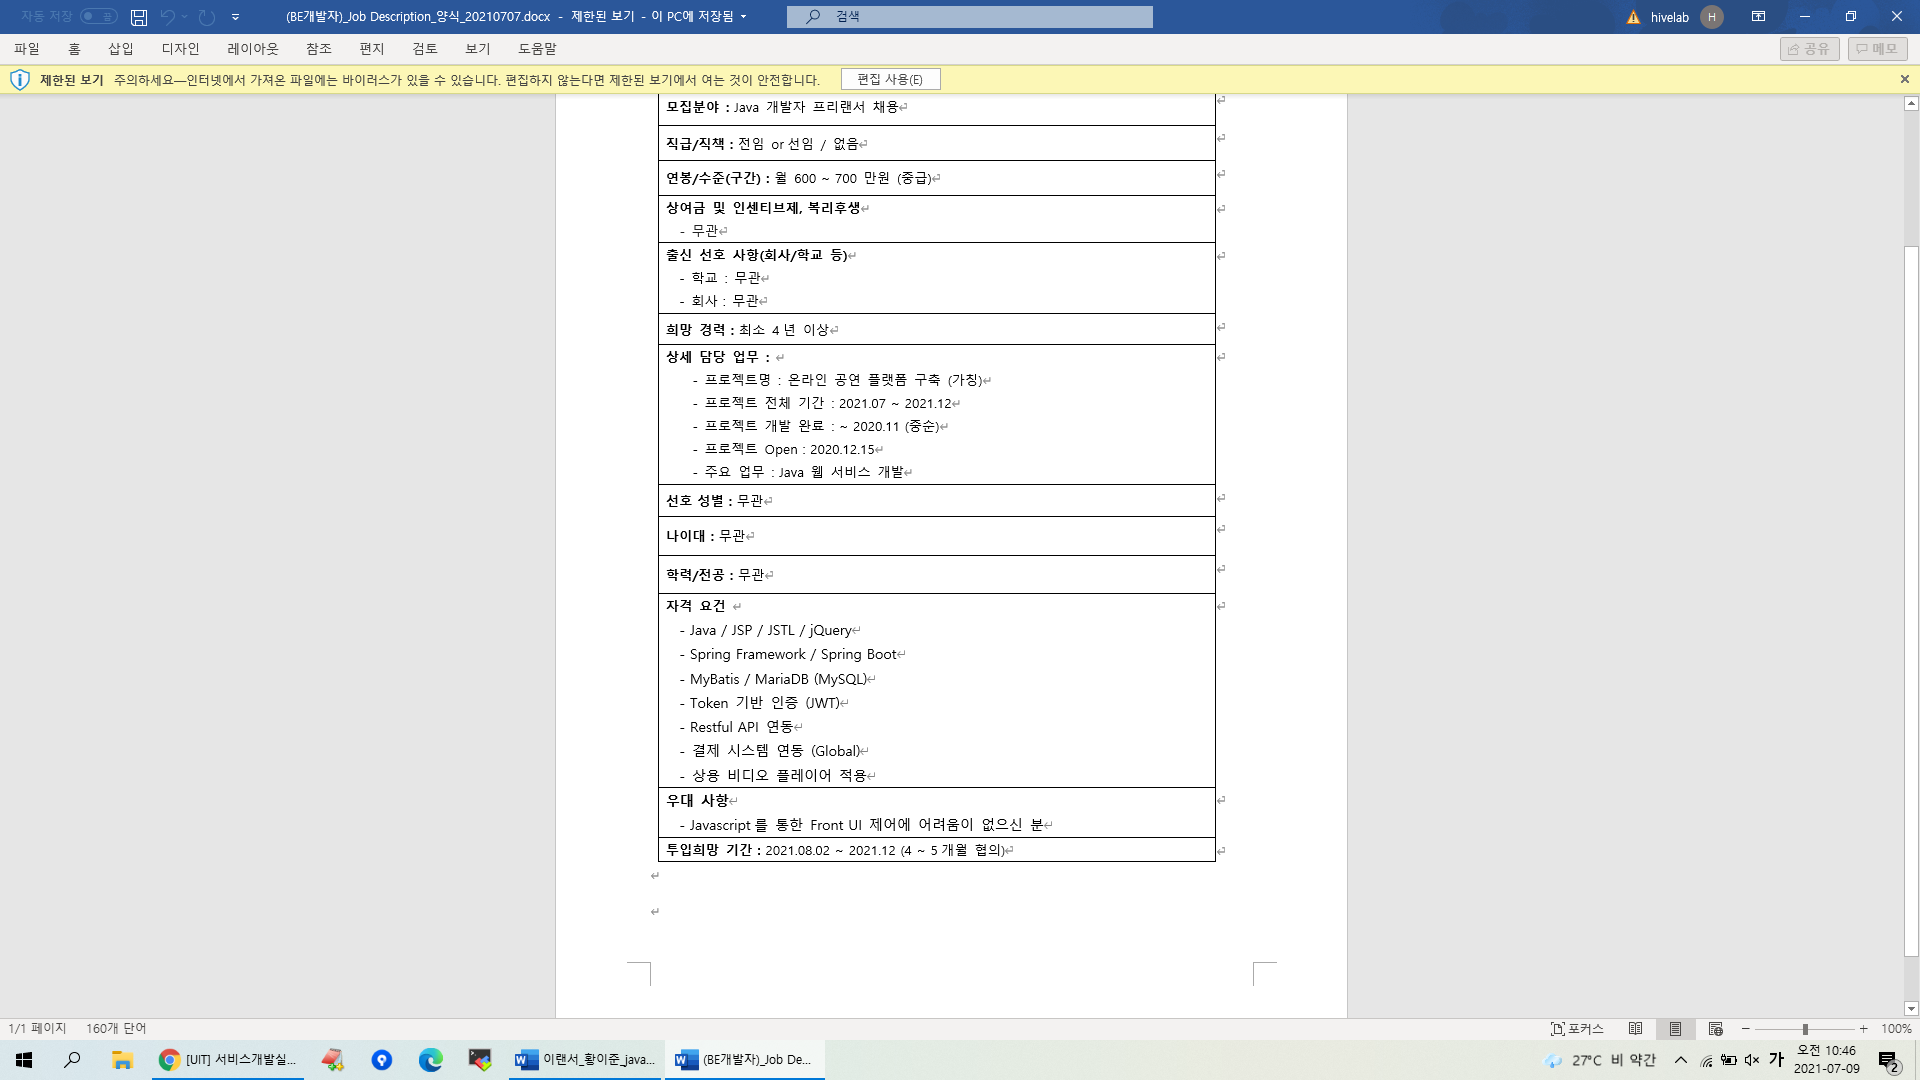 자동 저장 끔
(BE개발자)_Job Description_양식_20210707.docx - 제한된 보기 - 이 PC에 저장됨
검색
hivelab H
파일 홈 삽입 디자인 레이아웃 참조 편지 검토 보기 도움말 공유 메모
제한된 보기 주의하세요—인터넷에서 가져온 파일에는 바이러스가 있을 수 있습니다. 편집하지 않는다면 제한된 보기에서 여는 것이 안전합니다. 편집 사용(E)
모집분야 : Java 개발자 프리랜서 채용
직급/직책 : 전임 or 선임 / 없음
연봉/수준(구간) : 월 600 ~ 700 만원 (중급)
상여금 및 인센티브제, 복리후생
- 무관
출신 선호 사항(회사/학교 등)
- 학교 : 무관
- 회사 : 무관
희망 경력 : 최소 4년 이상
상세 담당 업무 :
- 프로젝트명 : 온라인 공연 플랫폼 구축 (가칭)
- 프로젝트 전체 기간 : 2021.07 ~ 2021.12
- 프로젝트 개발 완료 : ~ 2020.11 (중순)
- 프로젝트 Open : 2020.12.15
- 주요 업무 : Java 웹 서비스 개발
선호 성별 : 무관
나이대 : 무관
학력/전공 : 무관
자격 요건
- Java / JSP / JSTL / jQuery
- Spring Framework / Spring Boot
- MyBatis / MariaDB (MySQL)
- Token 기반 인증 (JWT)
- Restful API 연동
- 결제 시스템 연동 (Global)
- 상용 비디오 플레이어 적용
우대 사항
- Javascript를 통한 Front UI 제어에 어려움이 없으신 분
투입희망 기간 : 2021.08.02 ~ 2021.12 (4 ~ 5개월 협의)
1/1 페이지 160개 단어 포커스 100%
[UIT] 서비스개발실... 이랜서_황이준_java... (BE개발자)_Job De... 27°C 비 약간 가 오전 10:46
2021-07-09
2